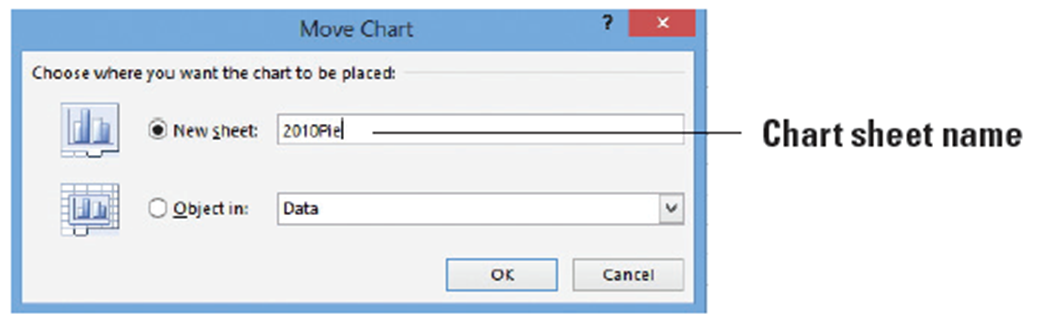 Move Chart
?
Choose where you want the chart to be placed:
New sheet: 2010Pie
Chart sheet name
Object in: Data
OK Cancel